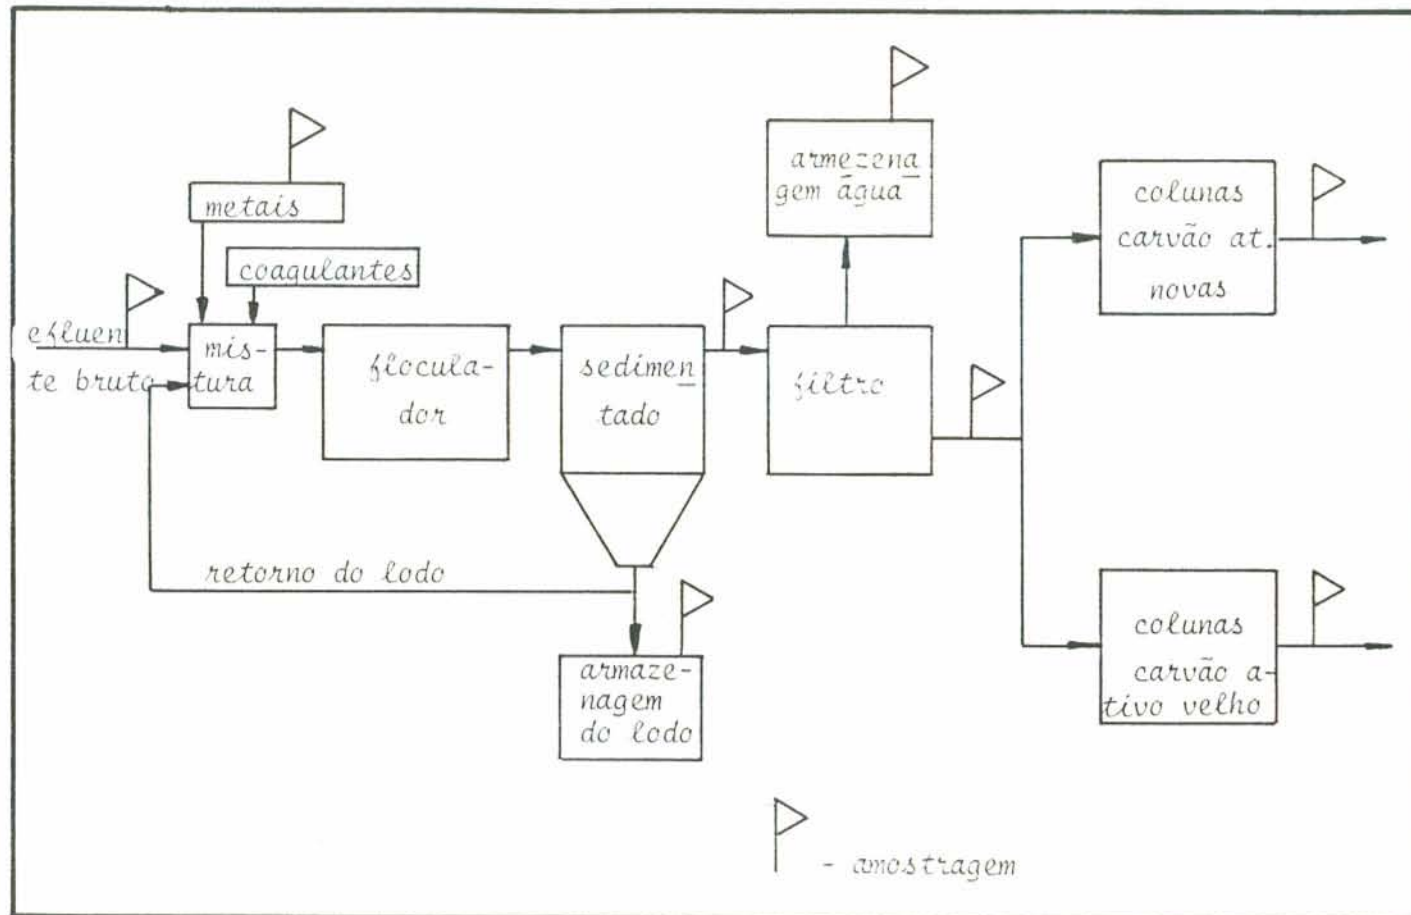 metais
coagulantes
efluen
te bruto
mis-
tura
flocula-
dor
sedimen
tado
filtro
armezena
gem água
colunas
carvão at.
novas
retorno do lodo
armaze-
nagem
do lodo
colunas
carvão a-
tivo velho
- amostragem